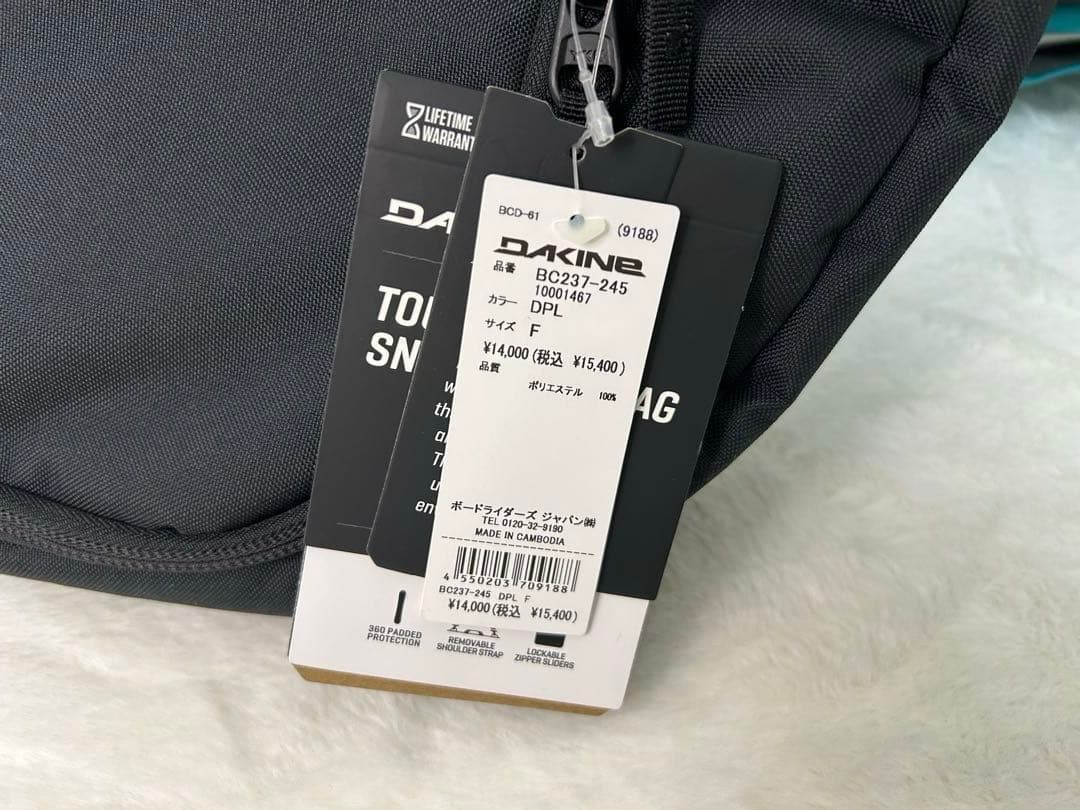 YKK
LIFETIME
WARRANT
DA
TOU
SN
AG
w
th
a
T
u
en
BCD-61
(9188)
DAKINE
品番 BC237-245
10001467
カラー DPL
サイズ F
¥14,000(税込 ¥15,400)
品質
ポリエステル 100%
ボードライダーズ ジャパン㈱
TEL 0120-32-9190
MADE IN CAMBODIA
4 550203 709188
BC237-245 DPL F
¥14,000(税込 ¥15,400)
360 PADDED
PROTECTION
REMOVABLE
SHOULDER STRAP
LOCKABLE
ZIPPER SLIDERS